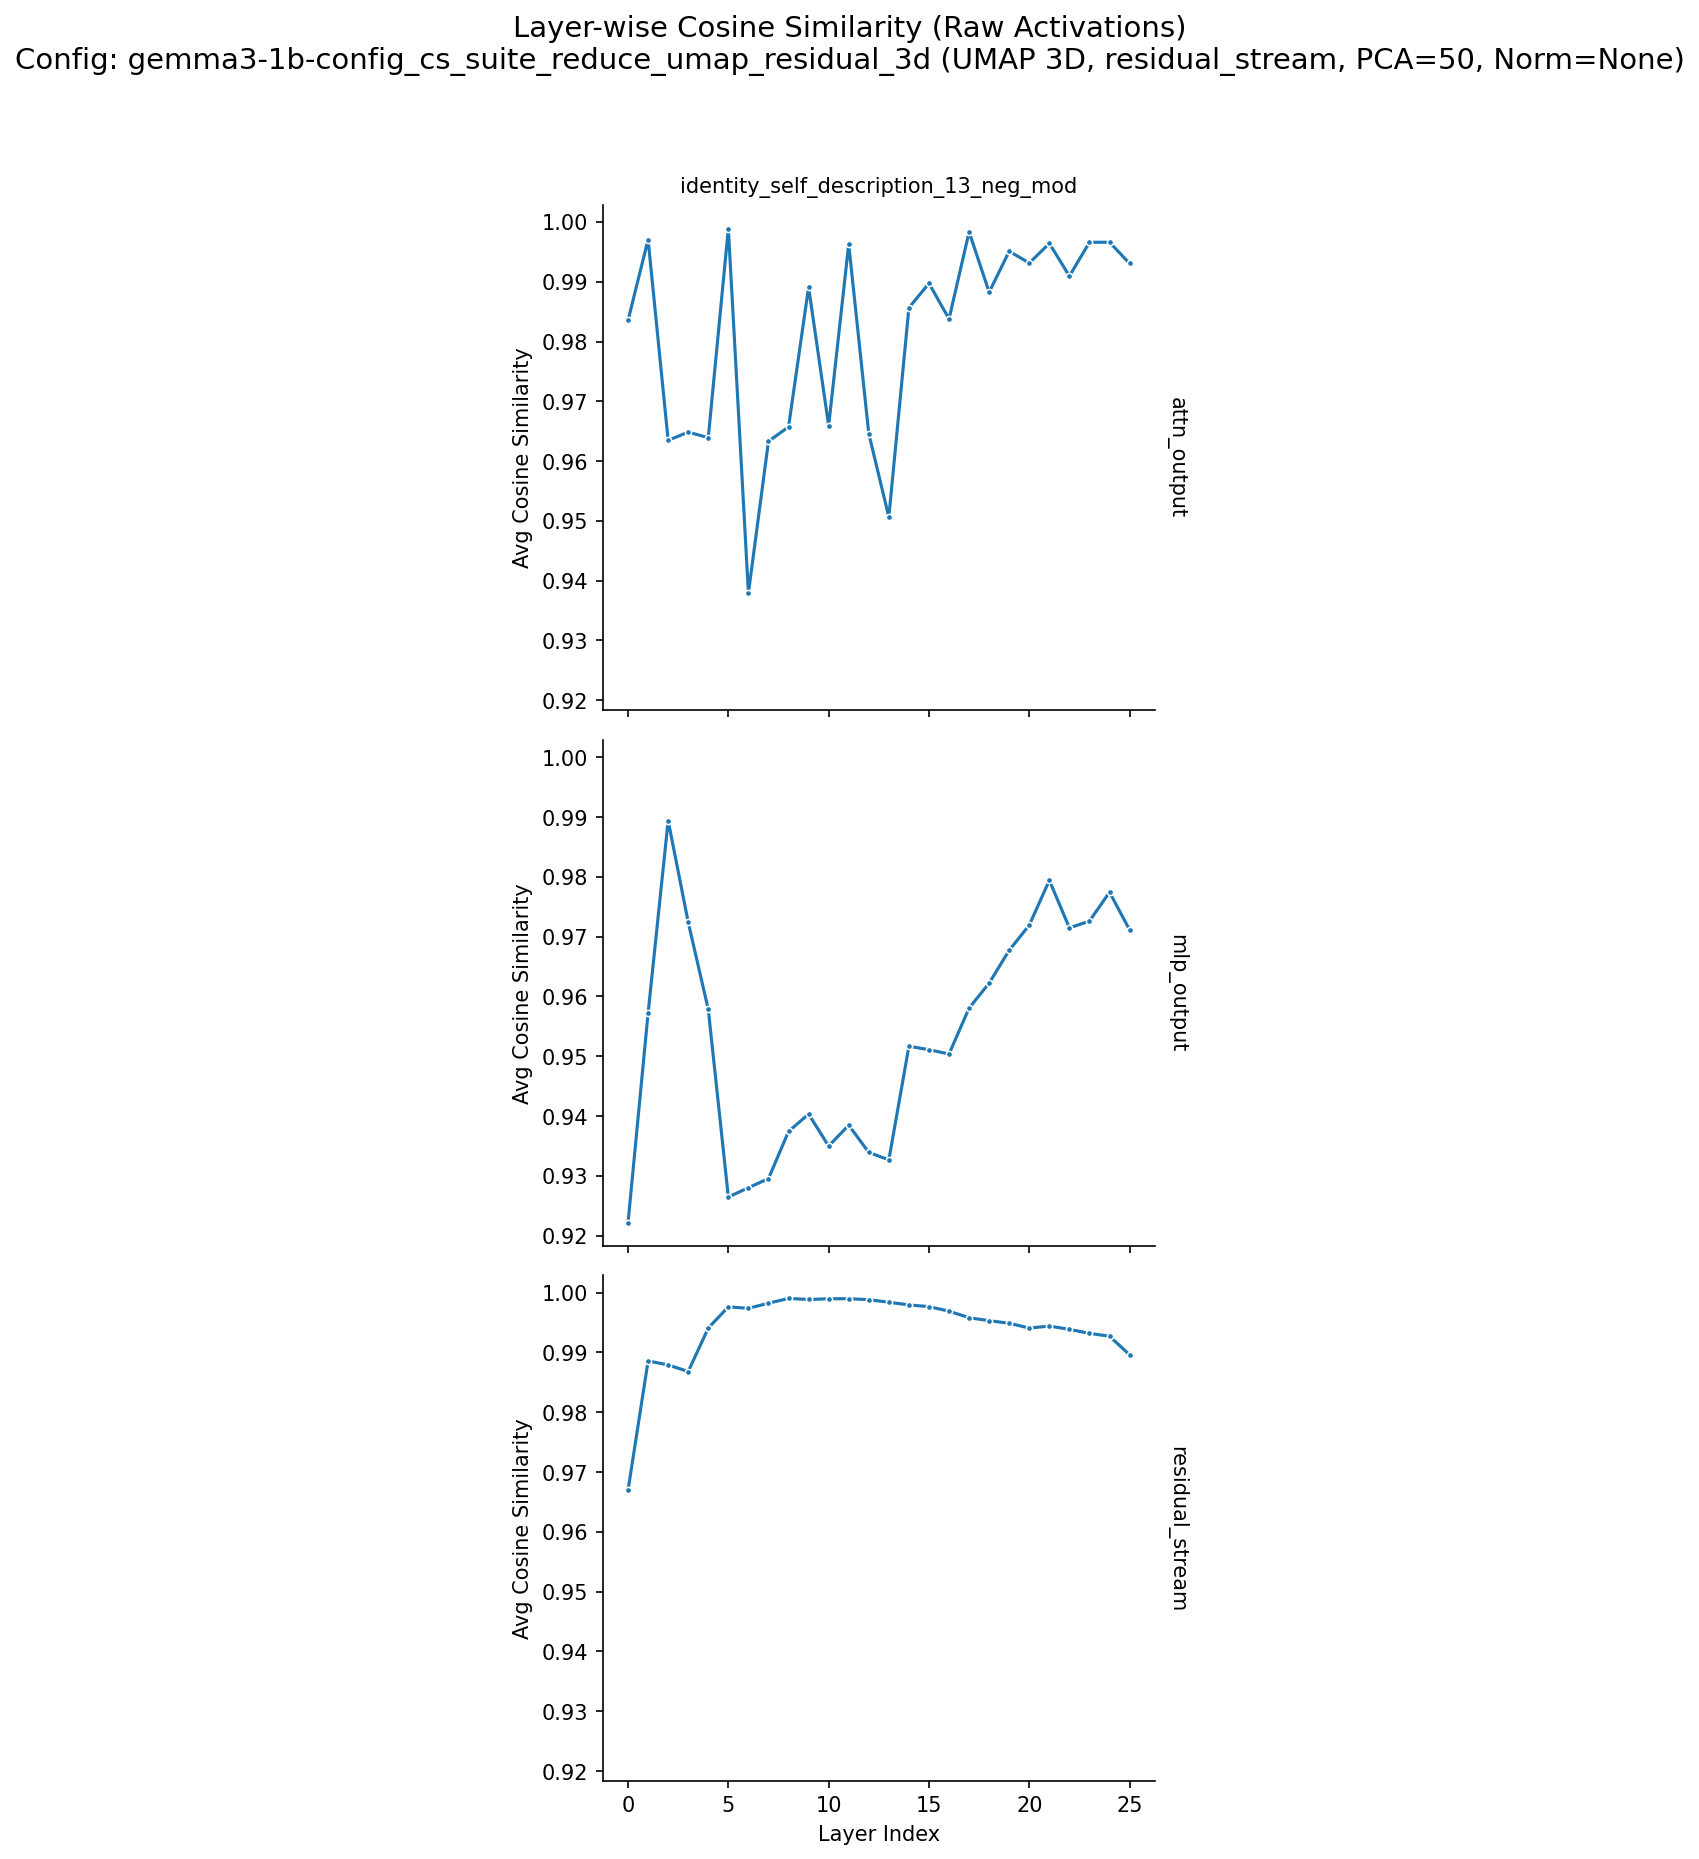 Layer-wise Cosine Similarity (Raw Activations)
Config: gemma3-1b-config_cs_suite_reduce_umap_residual_3d (UMAP 3D, residual_stream, PCA=50, Norm=None)
identity_self_description_13_neg_mod
1.00
0.99
0.98
0.97
0.96
0.95
0.94
0.93
0.92
Avg Cosine Similarity
attn_output
1.00
0.99
0.98
0.97
0.96
0.95
0.94
0.93
0.92
Avg Cosine Similarity
mlp_output
1.00
0.99
0.98
0.97
0.96
0.95
0.94
0.93
0.92
Avg Cosine Similarity
residual_stream
0 5 10 15 20 25
Layer Index